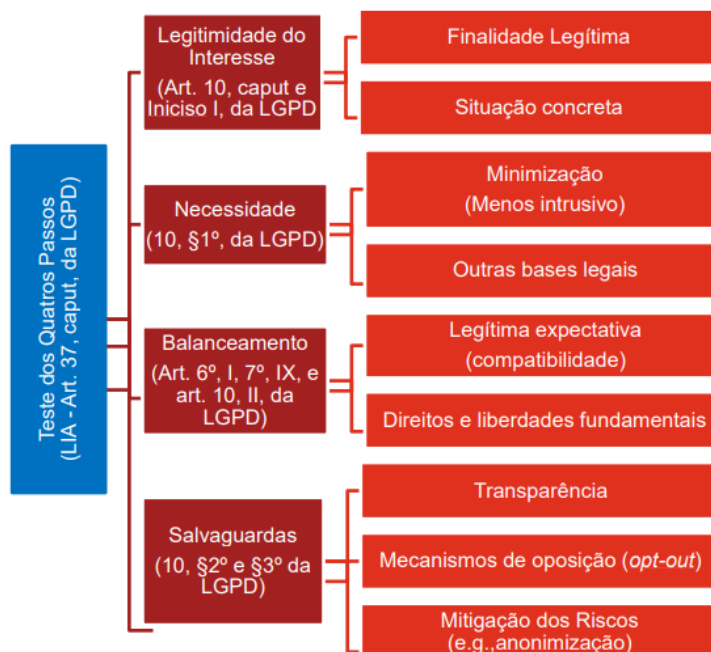 Teste dos Quatros Passos
(LIA - Art. 37, caput, da LGPD)
Legitimidade do
Interesse
(Art. 10, caput e
Iniciso I, da LGPD
Finalidade Legítima
Situação concreta
Necessidade
(10, §1º, da LGPD)
Minimização
(Menos intrusivo)
Outras bases legais
Balanceamento
(Art. 6º, I, 7º, IX, e
art. 10, II, da
LGPD)
Legítima expectativa
(compatibilidade)
Direitos e liberdades fundamentais
Salvaguardas
(10, §2º e §3º da
LGPD)
Transparência
Mecanismos de oposição (opt-out)
Mitigação dos Riscos
(e.g.,anonimização)